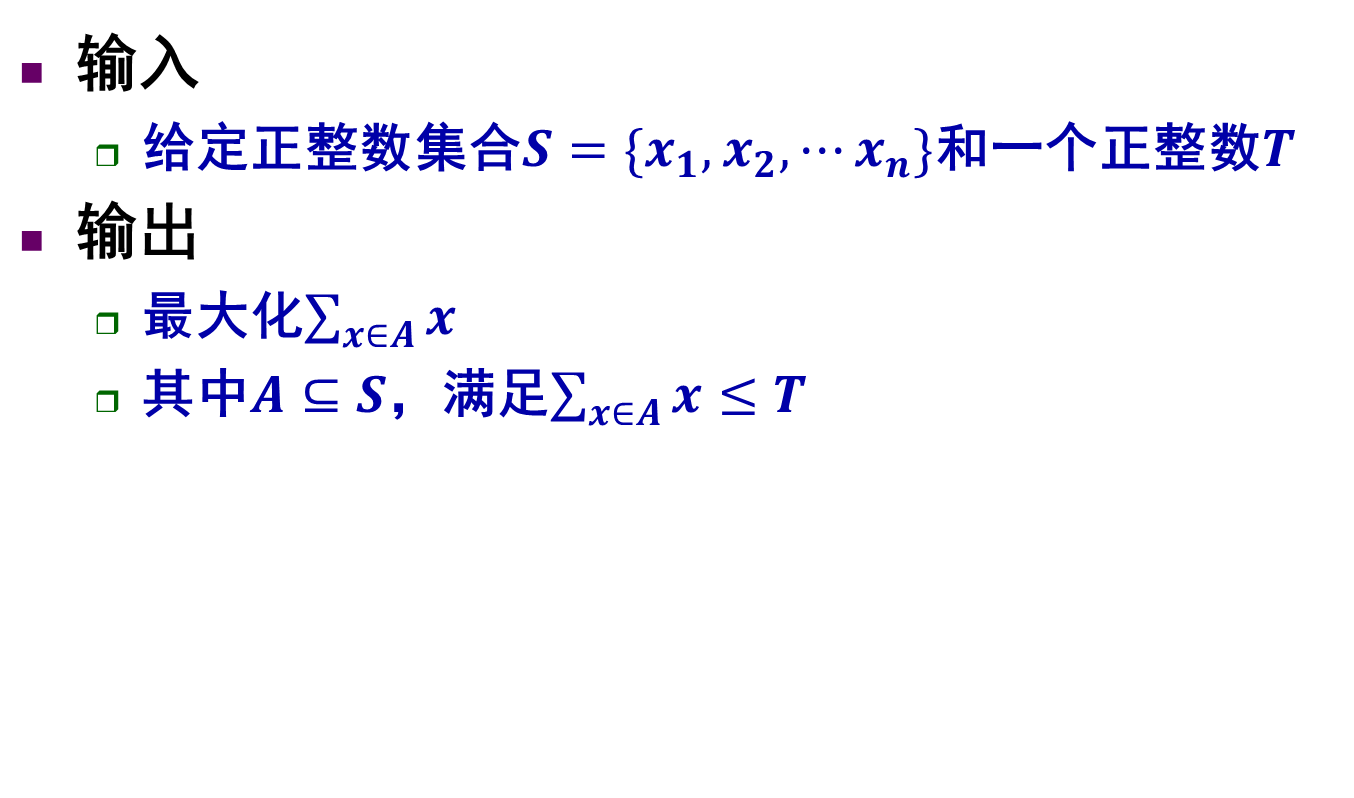 输入
给定正整数集合S = {x₁, x₂, ⋯ xₙ}和一个正整数T
输出
最大化∑ₓ∈A x
其中A ⊆ S，满足∑ₓ∈A x ≤ T